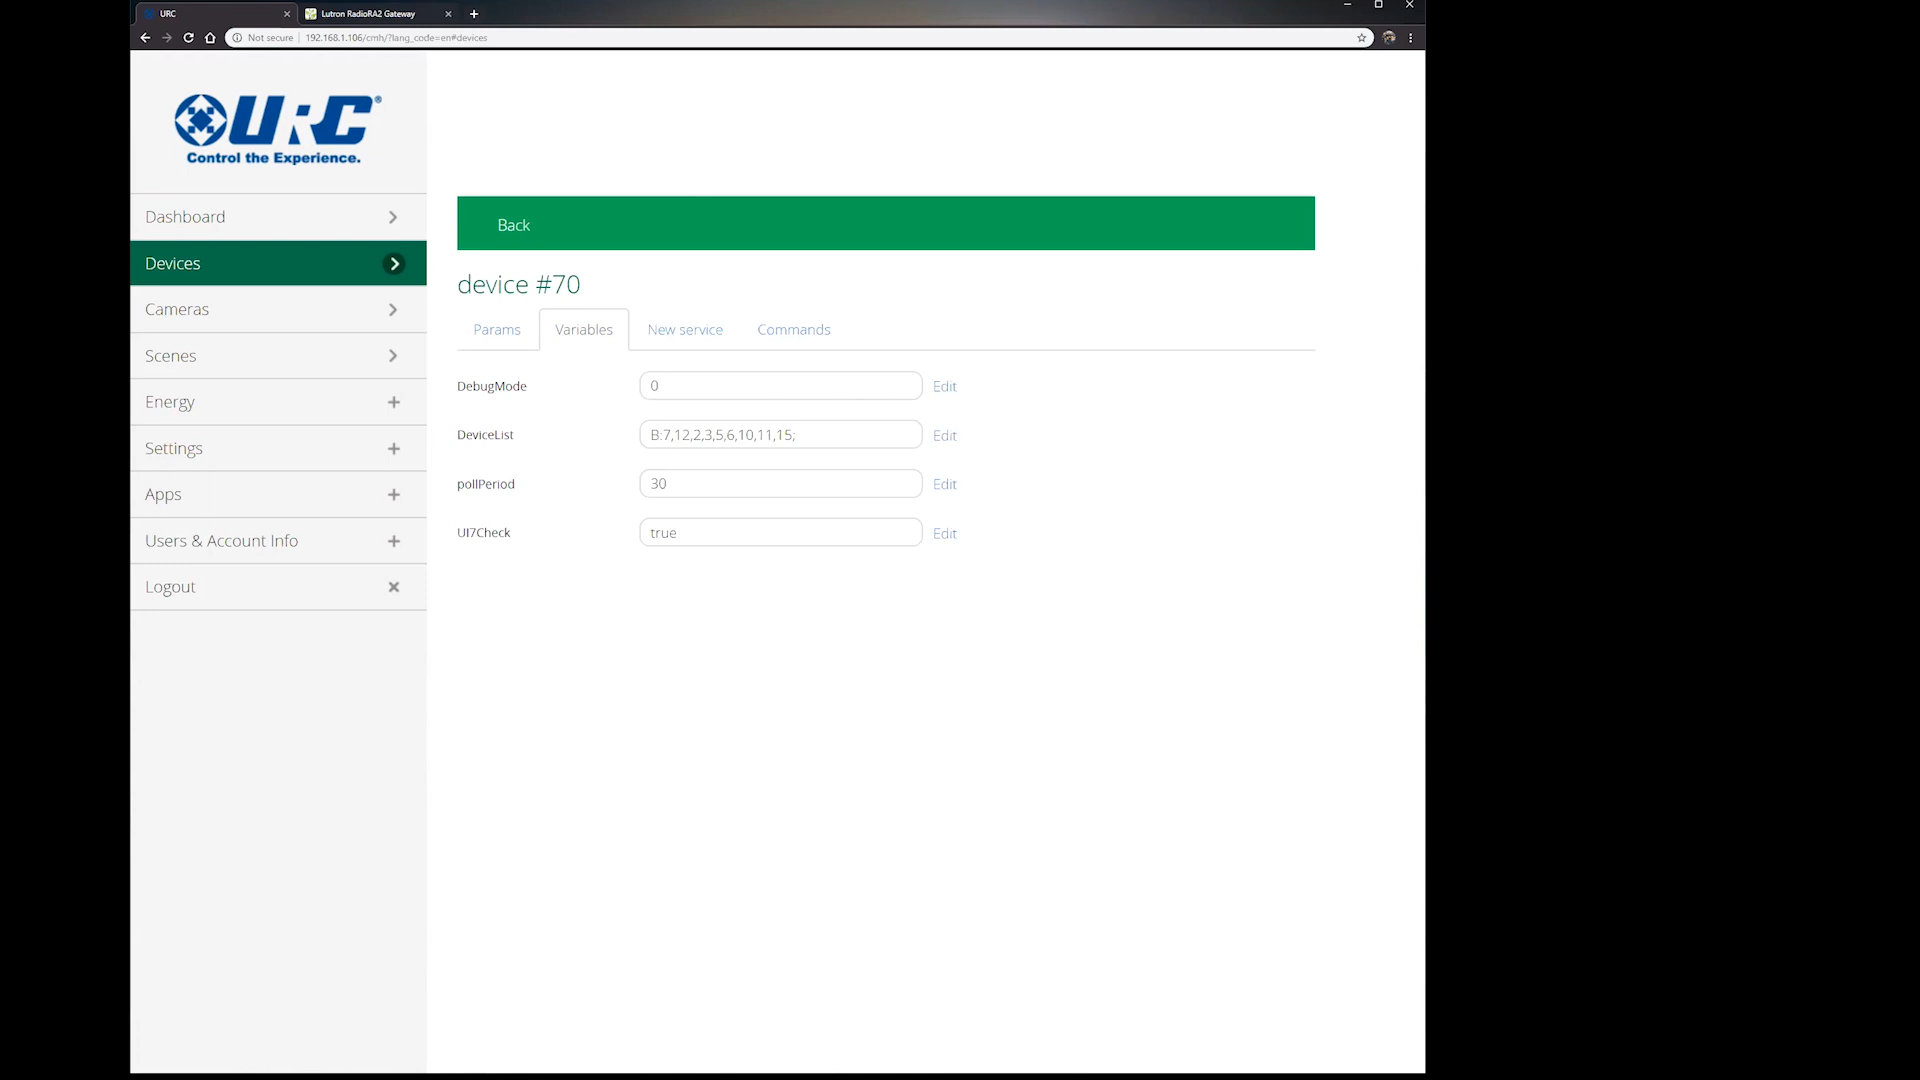 URC
Lutron RadioRA2 Gateway
Not secure
192.168.1.106/cmh/?lang_code=en#devices
URC®
Control the Experience.
Dashboard
Devices
Cameras
Scenes
Energy
Settings
Apps
Users & Account Info
Logout
Back
device #70
Params
Variables
New service
Commands
DebugMode
0
Edit
DeviceList
B:7,12,2,3,5,6,10,11,15;
Edit
pollPeriod
30
Edit
UI7Check
true
Edit